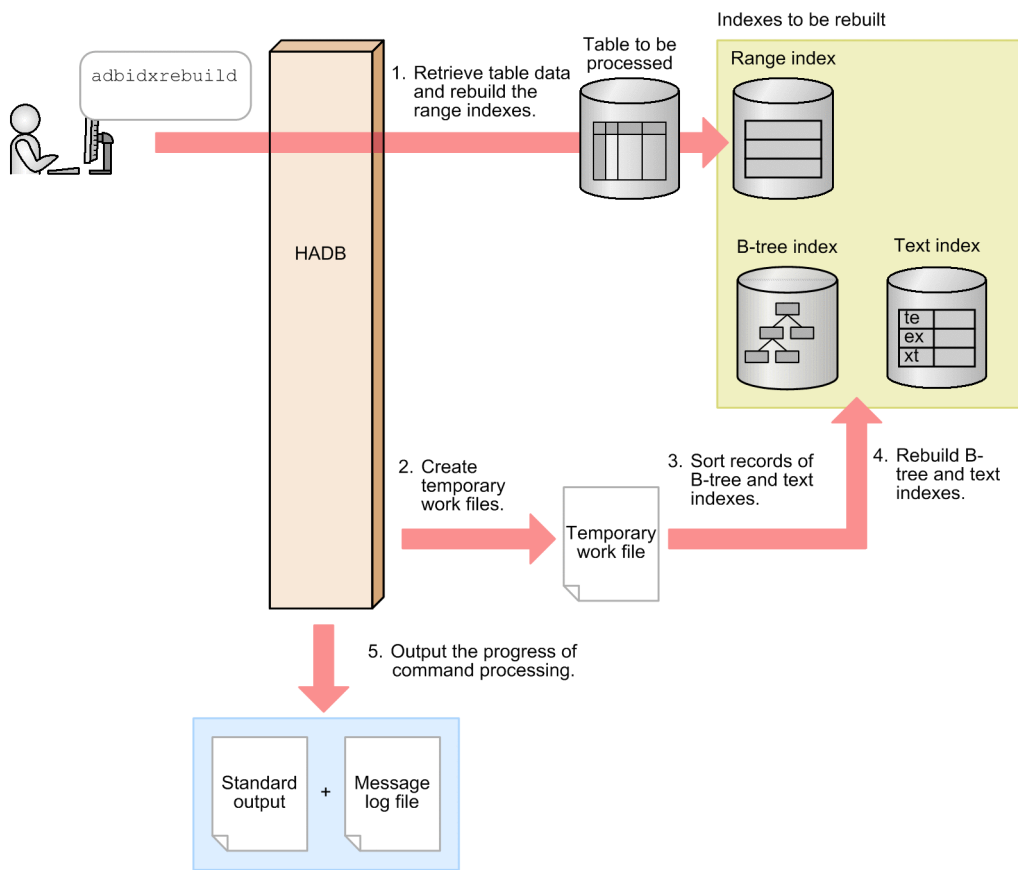 Indexes to be rebuilt
adbidxrebuild
1. Retrieve table data
and rebuild the
range indexes.
Table to be
processed
Range index
HADB
B-tree index
Text index
te
ex
xt
2. Create
temporary
work files.
3. Sort records of
B-tree and text
indexes.
4. Rebuild B-
tree and text
indexes.
Temporary
work file
5. Output the progress of
command processing.
Standard
output
+
Message
log file